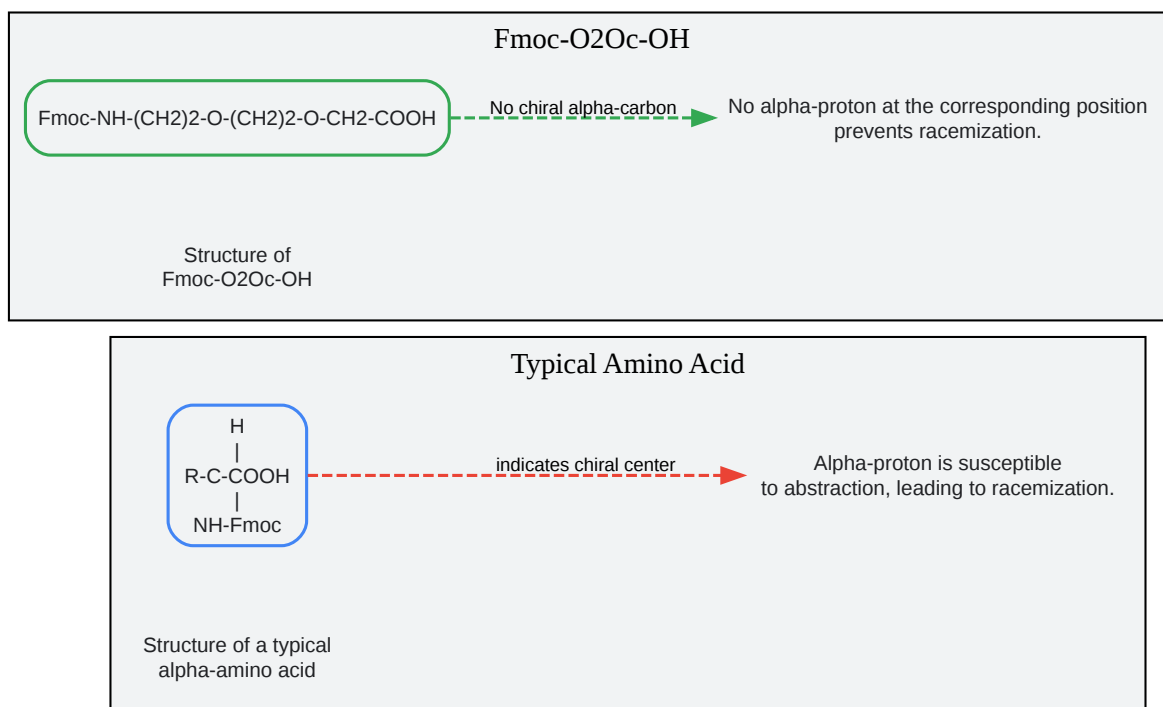 Fmoc-O2Oc-OH
Fmoc-NH-(CH2)2-O-(CH2)2-O-CH2-COOH
No chiral alpha-carbon
No alpha-proton at the corresponding position
prevents racemization.
Structure of
Fmoc-O2Oc-OH
Typical Amino Acid
H
|
R-C-COOH
|
NH-Fmoc
indicates chiral center
Alpha-proton is susceptible
to abstraction, leading to racemization.
Structure of a typical
alpha-amino acid